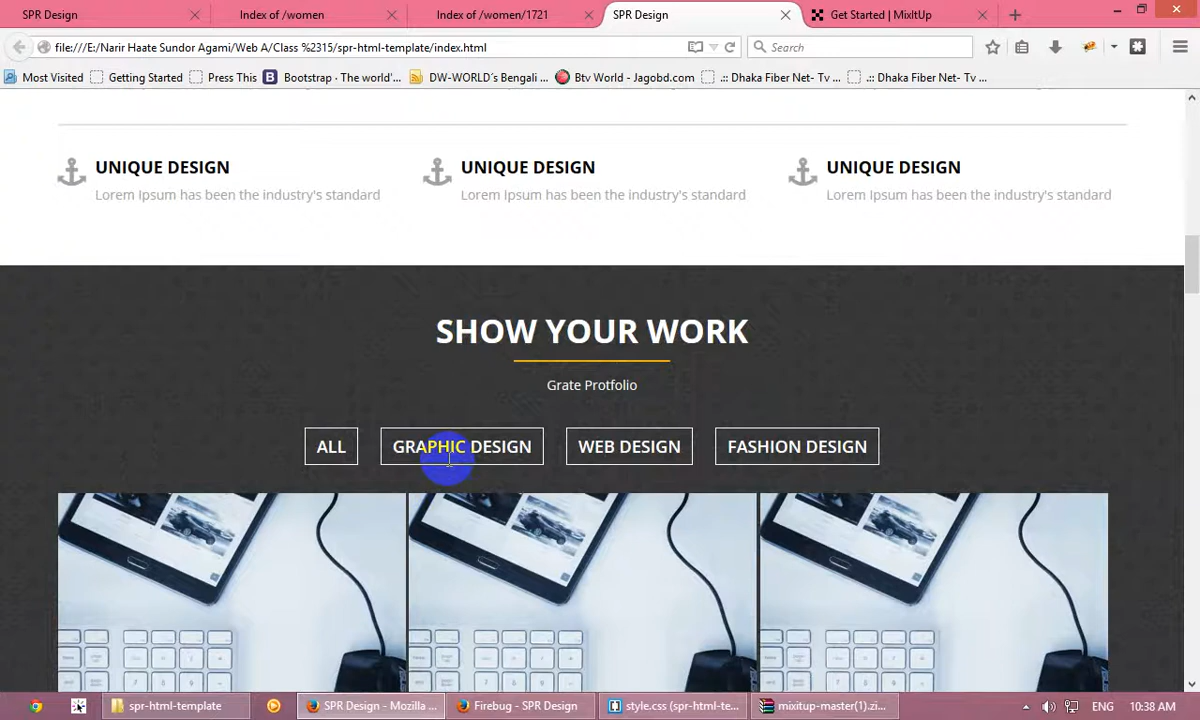 SPR Design
Index of /women
Index of /women/1721
SPR Design
Get Started | MixItUp
file:///E:/Narir Haate Sundor Agami/Web A/Class %2315/spr-html-template/index.html
Search
Most Visited
Getting Started
Press This
Bootstrap · The world'...
DW-WORLD´s Bengali ...
Btv World - Jagobd.com
.:: Dhaka Fiber Net- Tv ...
.:: Dhaka Fiber Net- Tv ...
UNIQUE DESIGN
Lorem Ipsum has been the industry's standard
UNIQUE DESIGN
Lorem Ipsum has been the industry's standard
UNIQUE DESIGN
Lorem Ipsum has been the industry's standard
SHOW YOUR WORK
Grate Protfolio
ALL
GRAPHIC DESIGN
WEB DESIGN
FASHION DESIGN
spr-html-template
SPR Design - Mozilla ...
Firebug - SPR Design
style.css (spr-html-te...
mixitup-master(1).zi...
ENG
10:38 AM